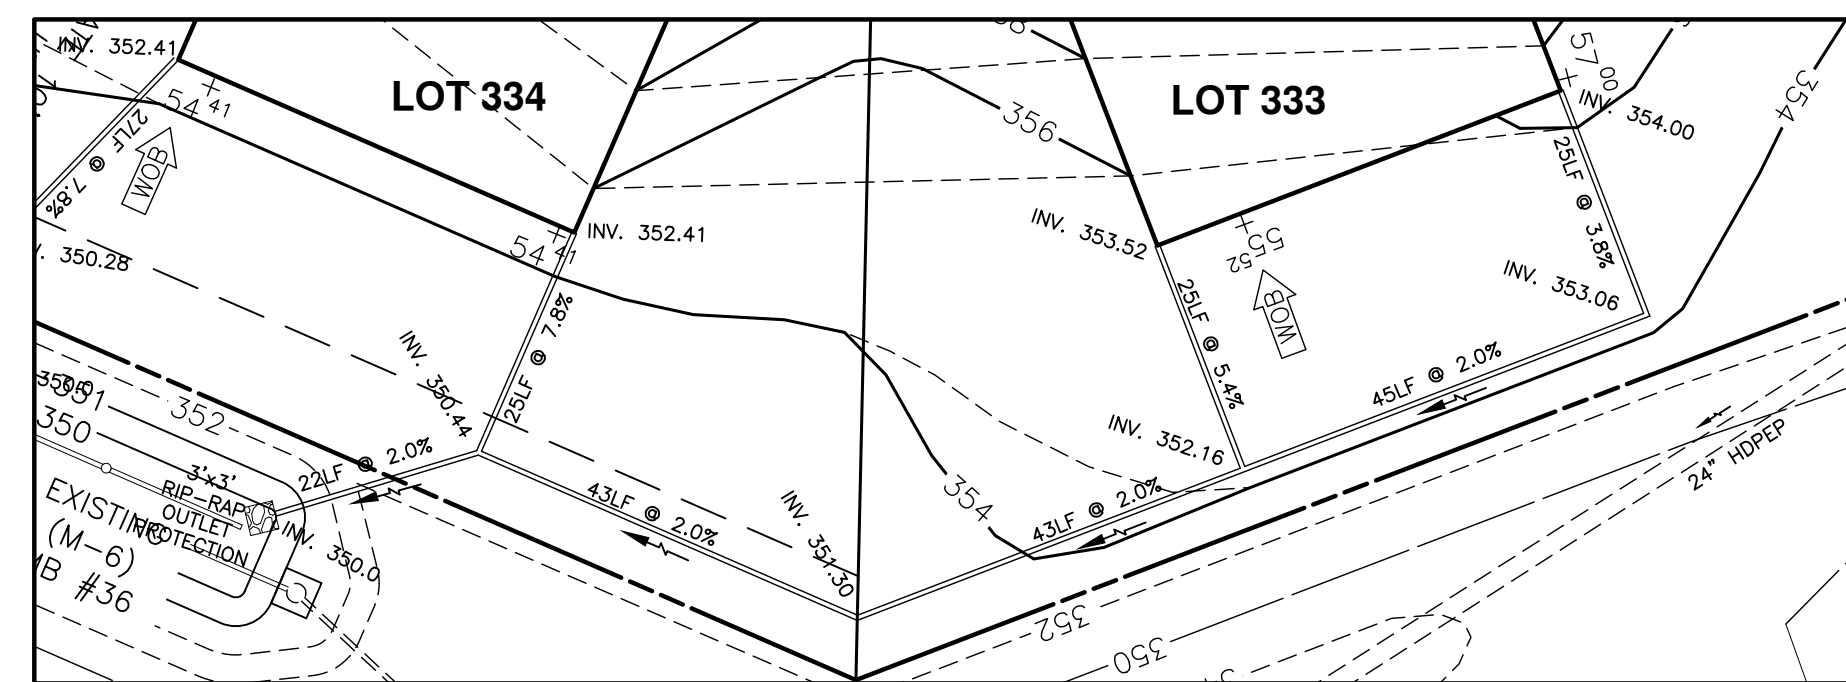 INV. 352.41
54 41
27LF @ 7.8%
WOB
LOT 334
356
LOT 333
57 00
INV. 354.00
354
25LF @ 3.8%
INV. 352.41
54 41
INV. 353.52
55 52
WOB
INV. 353.06
350.28
25LF @ 7.8%
INV. 350.44
25LF @ 5.4%
45LF @ 2.0%
INV. 352.16
352
350
22LF @ 2.0%
43LF @ 2.0%
INV. 351.30
354
43LF @ 2.0%
24" HDPEP
3'x3'
RIP-RAP
OUTLET
PROTECTION
INV. 350.0
EXISTING
(M-6)
#36
352
350